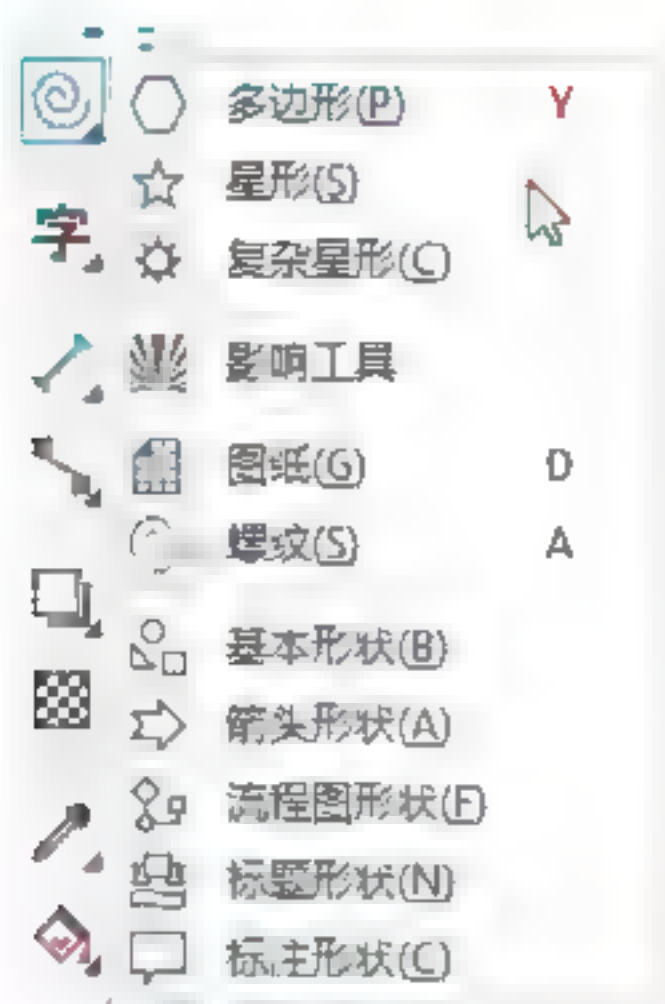 多边形(P) Y
星形(S)
字
复杂星形(C)
影响工具
图纸(G) D
螺纹(S) A
基本形状(B)
箭头形状(A)
流程图形状(F)
标题形状(N)
标注形状(C)